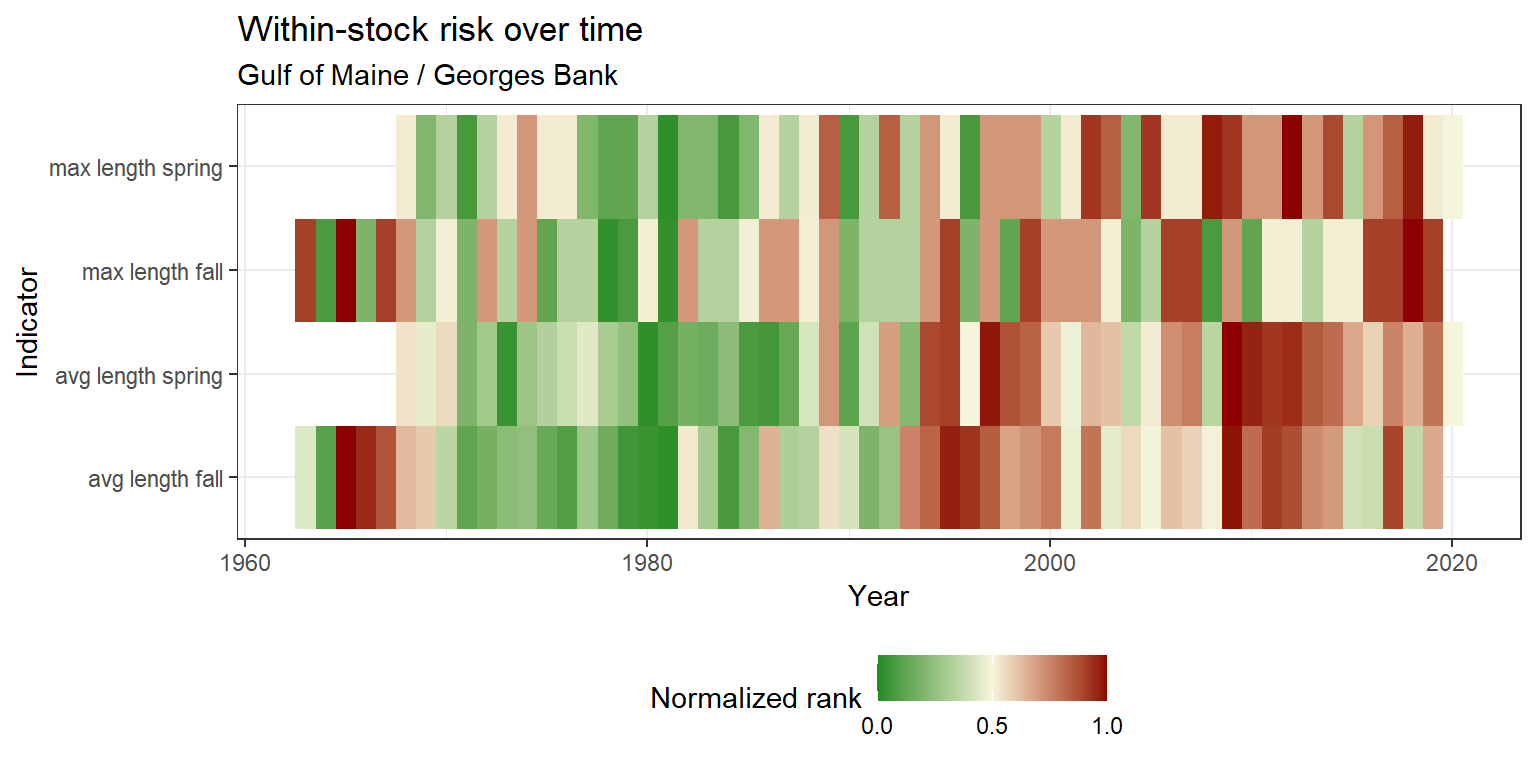 Within-stock risk over time
Gulf of Maine / Georges Bank
Indicator
max length spring
max length fall
avg length spring
avg length fall
1960
1980
2000
2020
Year
Normalized rank
0.0
0.5
1.0